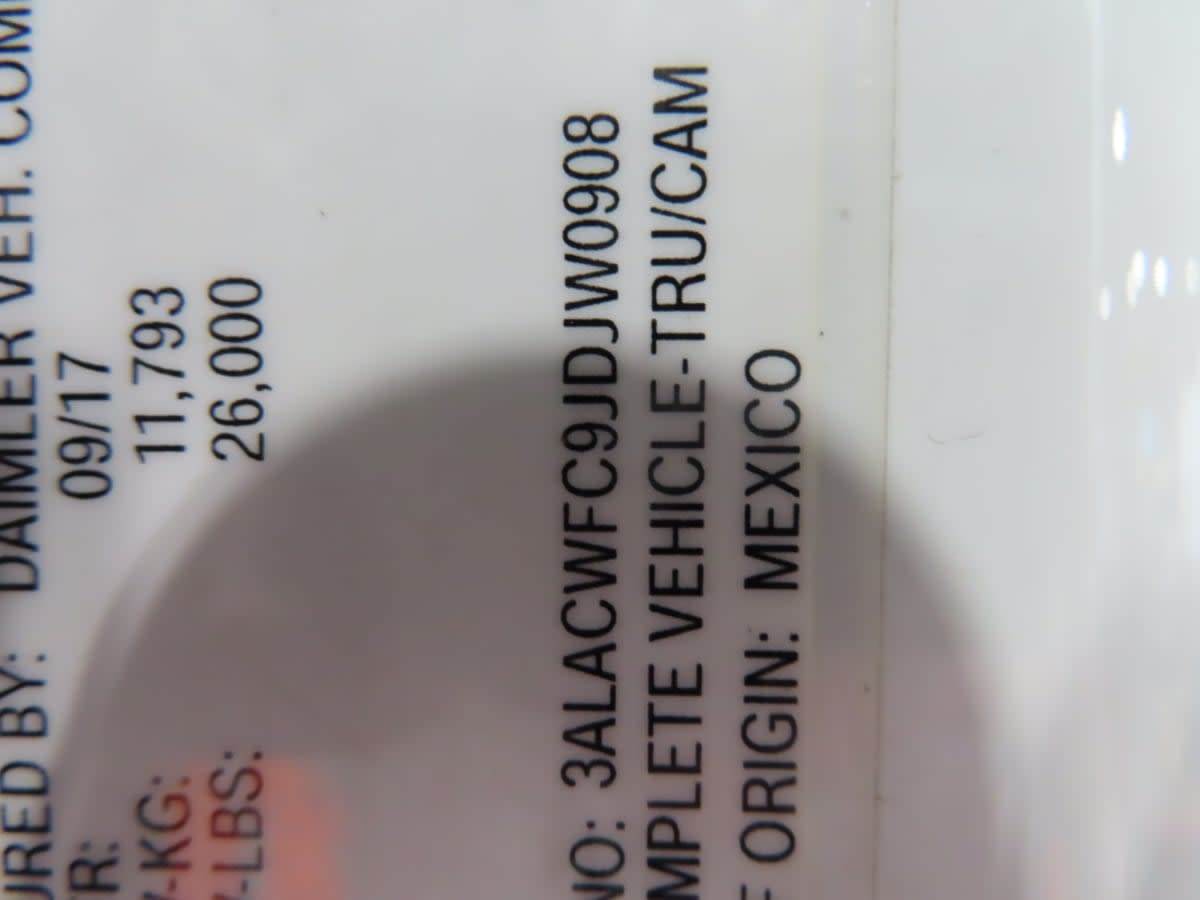 URED BY: DAIMLER VEH. COM
TR: 09/17
-KG: 11,793
-LBS: 26,000
NO: 3ALACWFC9JDJW0908
MPLETE VEHICLE-TRU/CAM
F ORIGIN: MEXICO